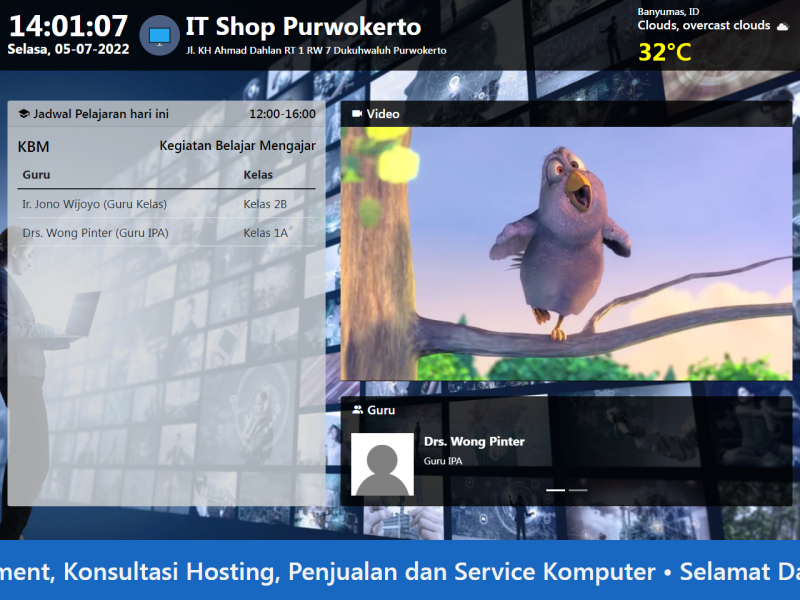 14:01:07
Selasa, 05-07-2022
IT Shop Purwokerto
Jl. KH Ahmad Dahlan RT 1 RW 7 Dukuhwaluh Purwokerto
Banyumas, ID
Clouds, overcast clouds
32°C
Jadwal Pelajaran hari ini 12:00-16:00
KBM Kegiatan Belajar Mengajar
Guru Kelas
Ir. Jono Wijoyo (Guru Kelas) Kelas 2B
Drs. Wong Pinter (Guru IPA) Kelas 1A
Video
Guru
Drs. Wong Pinter
Guru IPA
ment, Konsultasi Hosting, Penjualan dan Service Komputer • Selamat Da